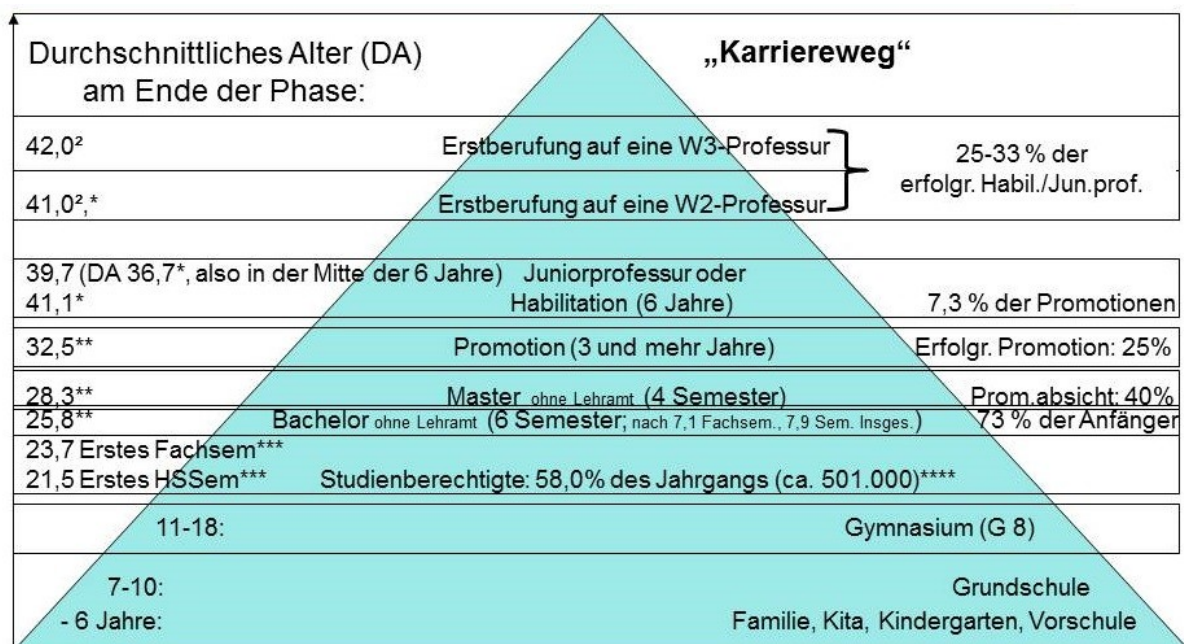 Durchschnittliches Alter (DA)
am Ende der Phase:
„Karriereweg“
42,0² Erstberufung auf eine W3-Professur
41,0²,* Erstberufung auf eine W2-Professur
25-33 % der
erfolgr. Habil./Jun.prof.
39,7 (DA 36,7*, also in der Mitte der 6 Jahre) Juniorprofessur oder
41,1* Habilitation (6 Jahre) 7,3 % der Promotionen
32,5** Promotion (3 und mehr Jahre) Erfolgr. Promotion: 25%
28,3** Master ohne Lehramt (4 Semester) Prom.absicht: 40%
25,8** Bachelor ohne Lehramt (6 Semester; nach 7,1 Fachsem., 7,9 Sem. Insges.) 73 % der Anfänger
23,7 Erstes Fachsem***
21,5 Erstes HSSem*** Studienberechtigte: 58,0% des Jahrgangs (ca. 501.000)****
11-18: Gymnasium (G 8)
7-10: Grundschule
- 6 Jahre: Familie, Kita, Kindergarten, Vorschule